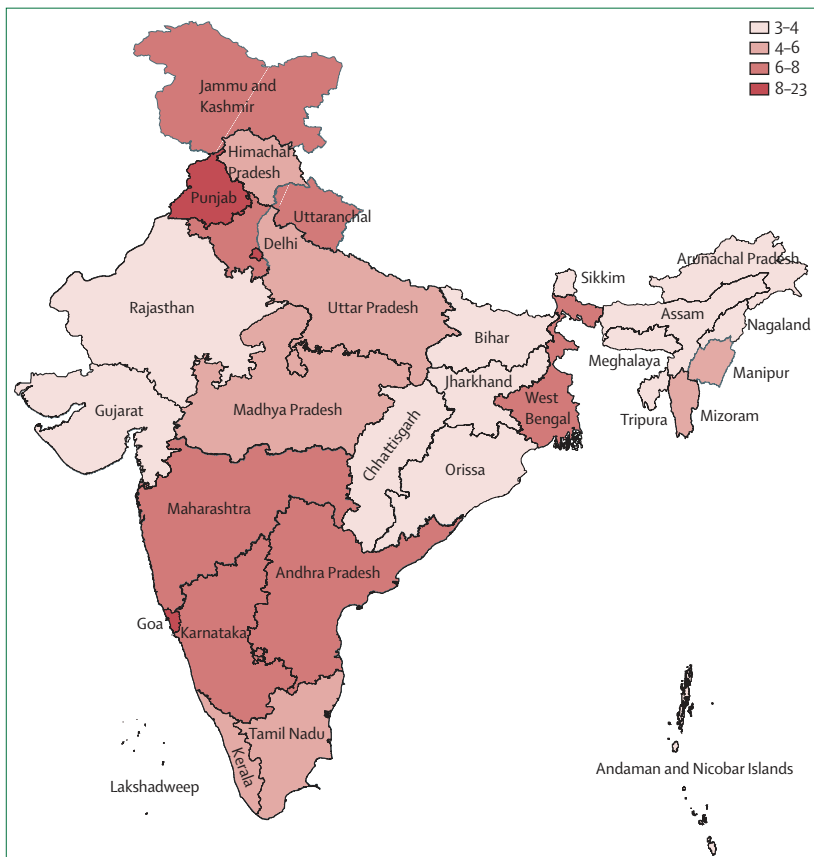 3–4
4–6
6–8
8–23
Jammu and
Kashmir
Himachal
Pradesh
Punjab
Uttaranchal
Delhi
Rajasthan
Uttar Pradesh
Sikkim
Arunachal Pradesh
Assam
Nagaland
Bihar
Meghalaya
Manipur
Jharkhand
Gujarat
Madhya Pradesh
West
Bengal
Tripura
Mizoram
Chhattisgarh
Orissa
Maharashtra
Andhra Pradesh
Goa
Karnataka
Tamil Nadu
Kerala
Lakshadweep
Andaman and Nicobar Islands